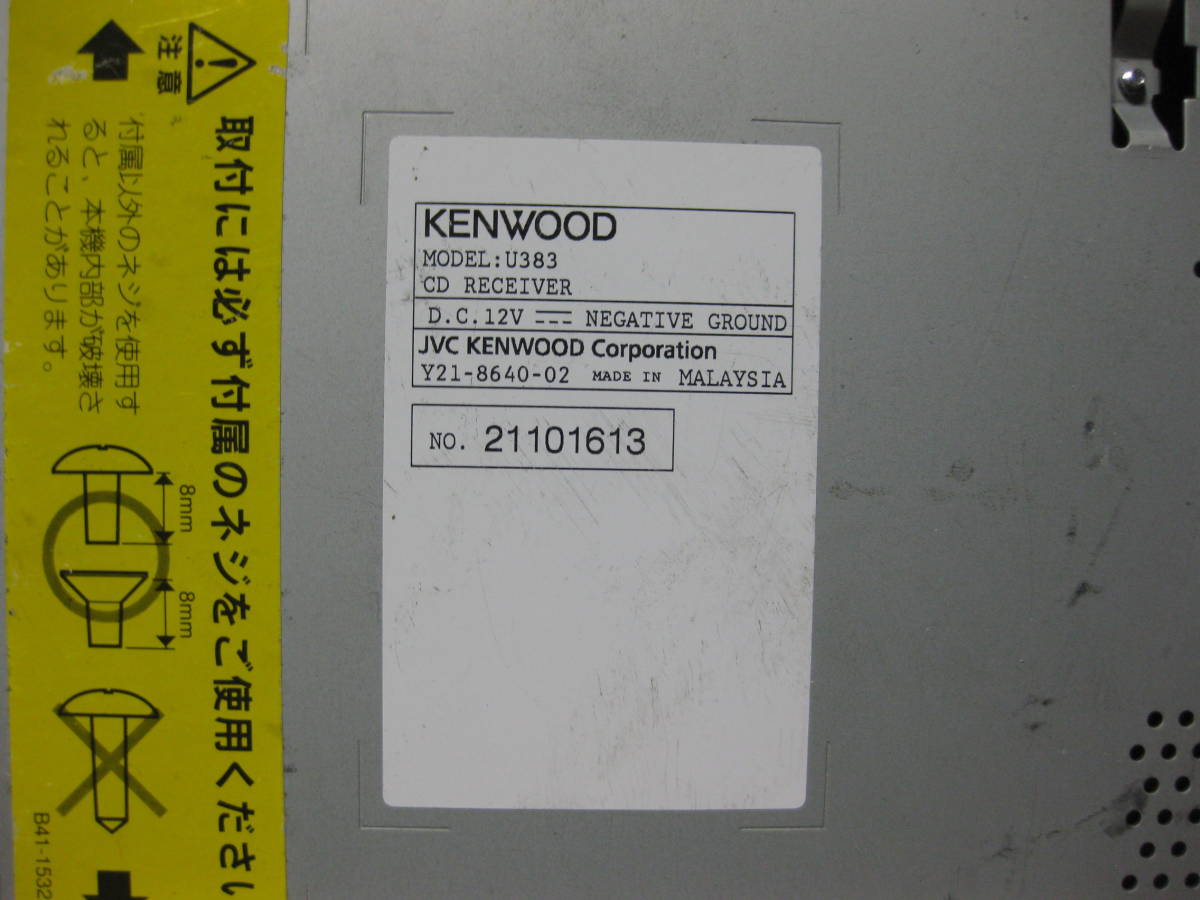 注意
取付には必ず付属のネジをご使用ください
付属以外のネジを使用す
ると、本機内部が破壊さ
れることがあります。
8mm
8mm
B41-1532
KENWOOD
MODEL:U383
CD RECEIVER
D.C.12V NEGATIVE GROUND
JVC KENWOOD Corporation
Y21-8640-02 MADE IN MALAYSIA
NO. 21101613